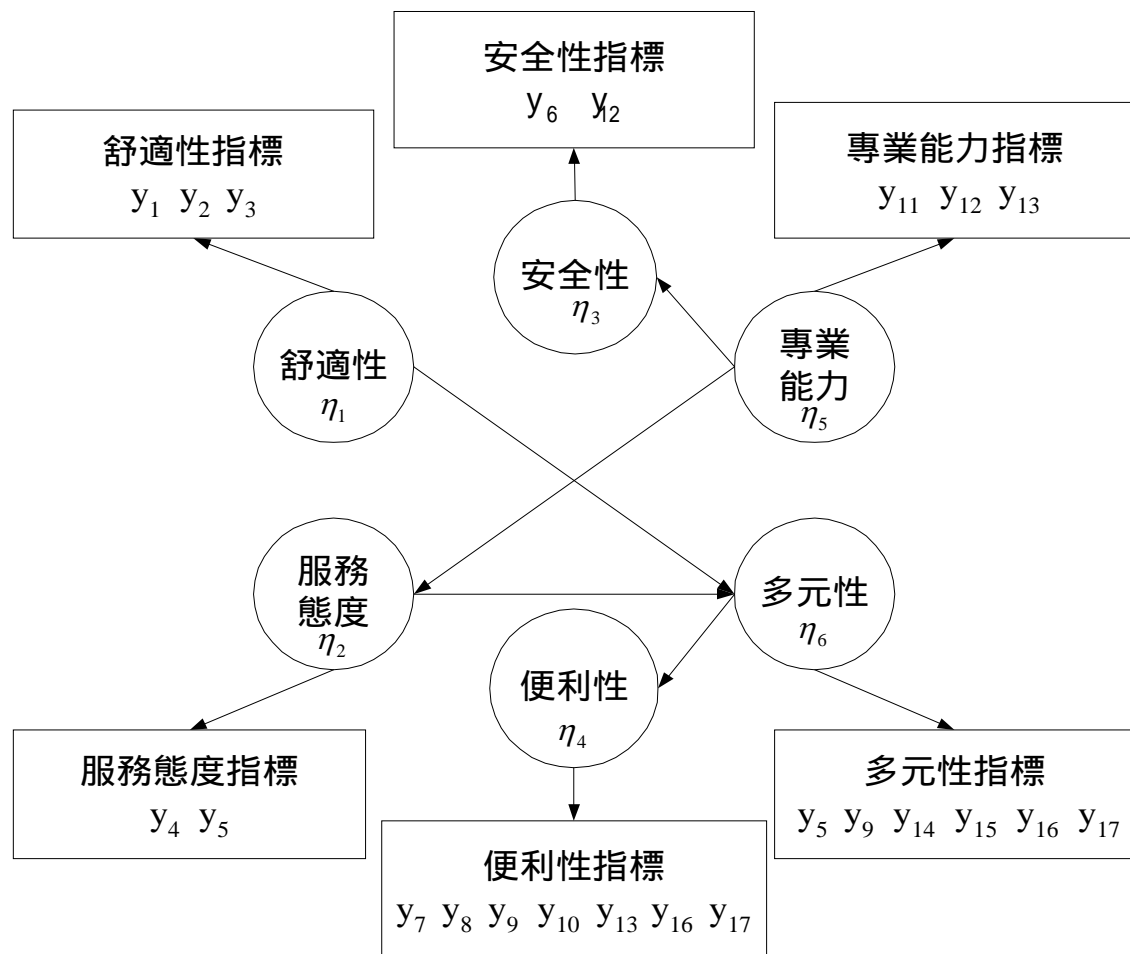 安全性指標
y₆ y₁₂
舒適性指標
y₁ y₂ y₃
專業能力指標
y₁₁ y₁₂ y₁₃
安全性
η₃
舒適性
η₁
專業
能力
η₅
服務
態度
η₂
多元性
η₆
便利性
η₄
服務態度指標
y₄ y₅
多元性指標
y₅ y₉ y₁₄ y₁₅ y₁₆ y₁₇
便利性指標
y₇ y₈ y₉ y₁₀ y₁₃ y₁₆ y₁₇